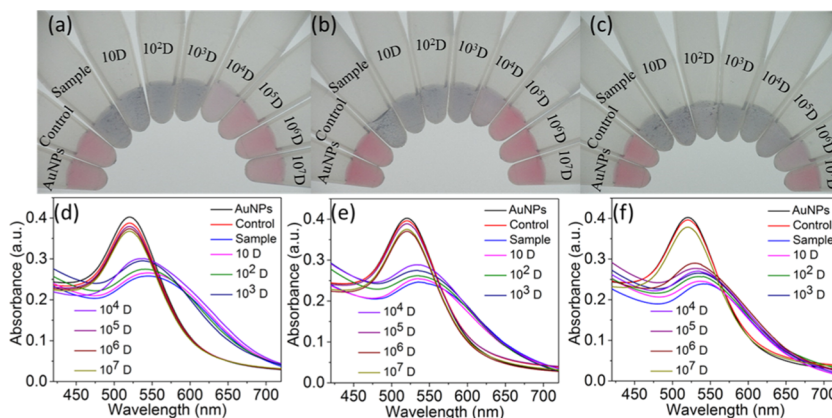 (a)
AuNPs
Control
Sample
10D
10²D
10³D
10⁴D
10⁵D
10⁶D
10⁷D
(b)
AuNPs
Control
Sample
10D
10²D
10³D
10⁴D
10⁵D
10⁶D
10⁷D
(c)
AuNPs
Control
Sample
10D
10²D
10³D
10⁴D
10⁵D
10⁶D
10⁷D
(d)
Absorbance (a.u.)
0.4
0.3
0.2
0.1
0.0
AuNPs
Control
Sample
10 D
10² D
10³ D
10⁴ D
10⁵ D
10⁶ D
10⁷ D
450 500 550 600 650 700
Wavelength (nm)
(e)
Absorbance (a.u.)
0.4
0.3
0.2
0.1
0.0
AuNPs
Control
Sample
10 D
10² D
10³ D
10⁴ D
10⁵ D
10⁶ D
10⁷ D
450 500 550 600 650 700
Wavelength (nm)
(f)
Absorbance (a.u.)
0.4
0.3
0.2
0.1
0.0
AuNPs
Control
Sample
10 D
10² D
10³ D
10⁴ D
10⁵ D
10⁶ D
10⁷ D
450 500 550 600 650 700
Wavelength (nm)